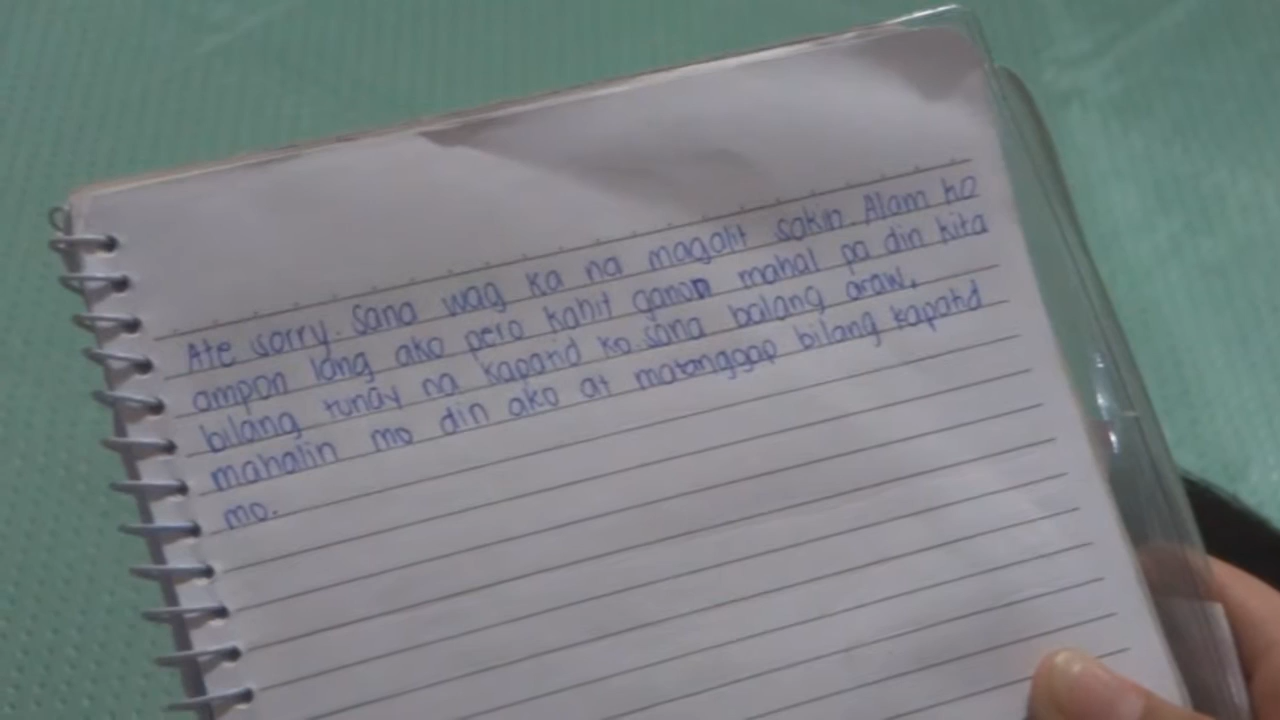 Ate sorry. Sana wag ka na magalit sakin. Alam ko
ampon lang ako pero kahit ganon mahal pa din kita
bilang tunay na kapatid ko. sana balang araw,
mahalin mo din ako at matanggap bilang kapatid
mo.